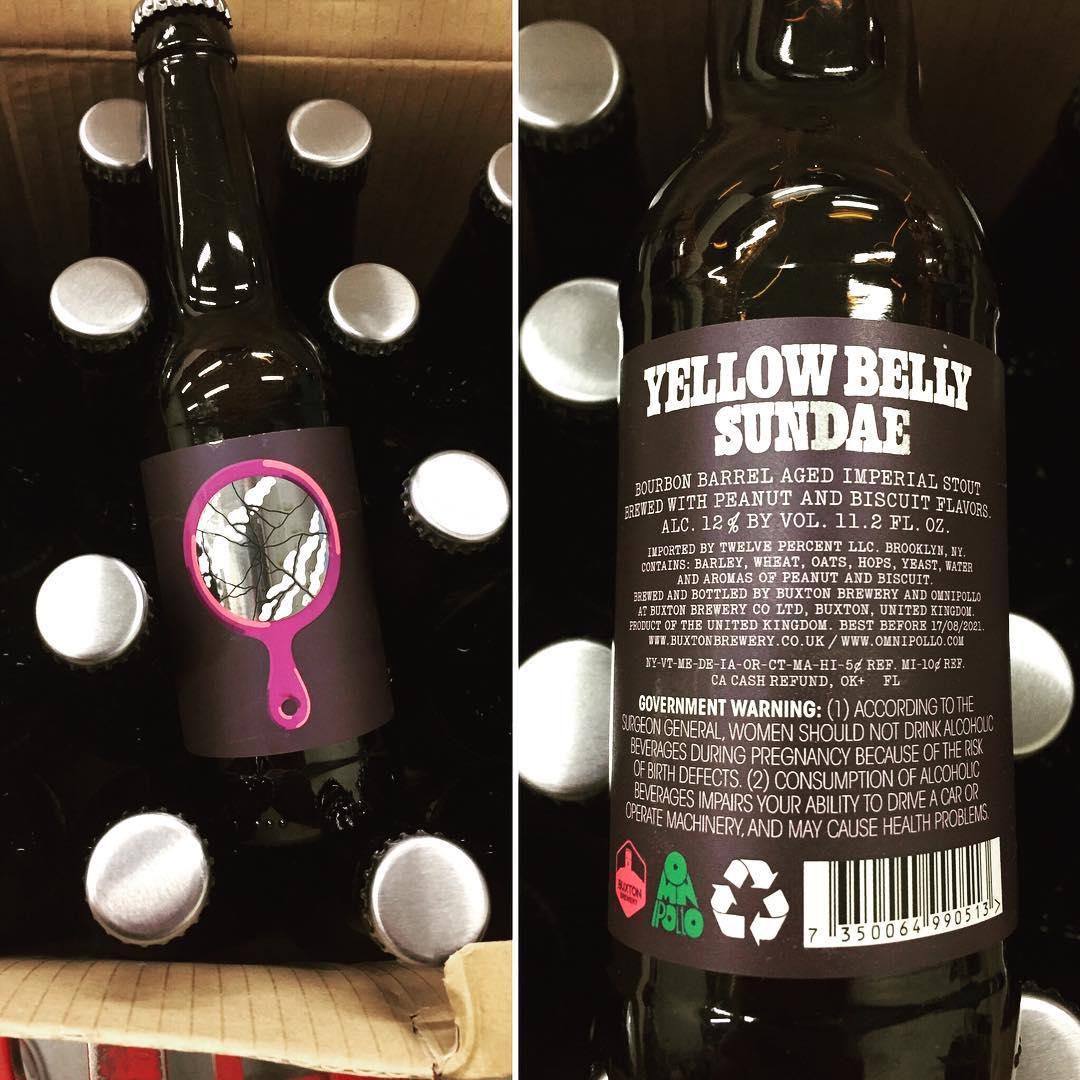 YELLOW BELLY
SUNDAE
BOURBON BARREL AGED IMPERIAL STOUT
BREWED WITH PEANUT AND BISCUIT FLAVORS.
ALC. 12% BY VOL. 11.2 FL. OZ.
IMPORTED BY TWELVE PERCENT LLC. BROOKLYN, NY.
CONTAINS: BARLEY, WHEAT, OATS, HOPS, YEAST, WATER
AND AROMAS OF PEANUT AND BISCUIT.
BREWED AND BOTTLED BY BUXTON BREWERY AND OMNIPOLLO
AT BUXTON BREWERY CO LTD, BUXTON, UNITED KINGDOM.
PRODUCT OF THE UNITED KINGDOM. BEST BEFORE 17/08/2021.
WWW.BUXTONBREWERY.CO.UK / WWW.OMNIPOLLO.COM
NY-VT-ME-DE-IA-OR-CT-MA-HI-5¢ REF. MI-10¢ REF.
CA CASH REFUND, OK+ FL
GOVERNMENT WARNING: (1) ACCORDING TO THE
SURGEON GENERAL, WOMEN SHOULD NOT DRINK ALCOHOLIC
BEVERAGES DURING PREGNANCY BECAUSE OF THE RISK
OF BIRTH DEFECTS. (2) CONSUMPTION OF ALCOHOLIC
BEVERAGES IMPAIRS YOUR ABILITY TO DRIVE A CAR OR
OPERATE MACHINERY, AND MAY CAUSE HEALTH PROBLEMS.
BUXTON
BREWERY
OMNIPOLLO
7 350064 990513 >